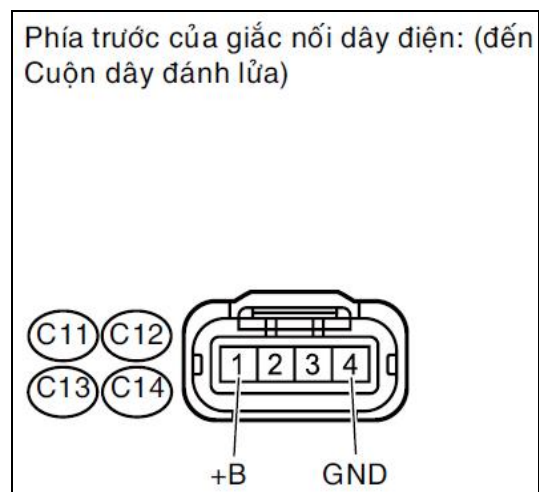 Phía trước của giắc nối dây điện: (đến
Cuộn dây đánh lửa)
C11 C12
C13 C14
1 2 3 4
+B GND